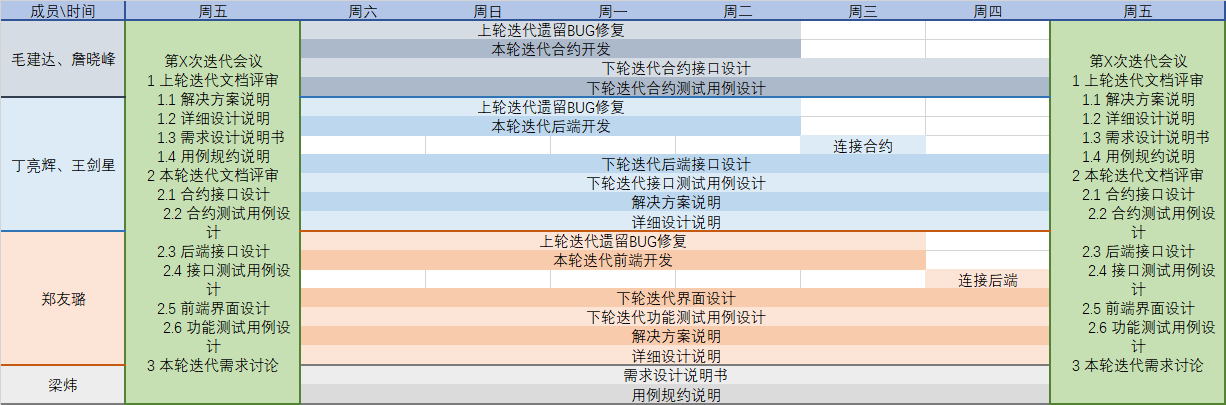 成员\时间 周五 周六 周日 周一 周二 周三 周四 周五
毛建达、詹晓峰
上轮迭代遗留BUG修复
本轮迭代合约开发
下轮迭代合约接口设计
下轮迭代合约测试用例设计
丁亮辉、王剑星
上轮迭代遗留BUG修复
本轮迭代后端开发
连接合约
下轮迭代后端接口设计
下轮迭代接口测试用例设计
解决方案说明
详细设计说明
郑友璐
上轮迭代遗留BUG修复
本轮迭代前端开发
连接后端
下轮迭代界面设计
下轮迭代功能测试用例设计
解决方案说明
详细设计说明
梁炜
需求设计说明书
用例规约说明
第X次迭代会议
1 上轮迭代文档评审
1.1 解决方案说明
1.2 详细设计说明
1.3 需求设计说明书
1.4 用例规约说明
2 本轮迭代文档评审
2.1 合约接口设计
2.2 合约测试用例设
计
2.3 后端接口设计
2.4 接口测试用例设
计
2.5 前端界面设计
2.6 功能测试用例设
计
3 本轮迭代需求讨论
第X次迭代会议
1 上轮迭代文档评审
1.1 解决方案说明
1.2 详细设计说明
1.3 需求设计说明书
1.4 用例规约说明
2 本轮迭代文档评审
2.1 合约接口设计
2.2 合约测试用例设
计
2.3 后端接口设计
2.4 接口测试用例设
计
2.5 前端界面设计
2.6 功能测试用例设
计
3 本轮迭代需求讨论